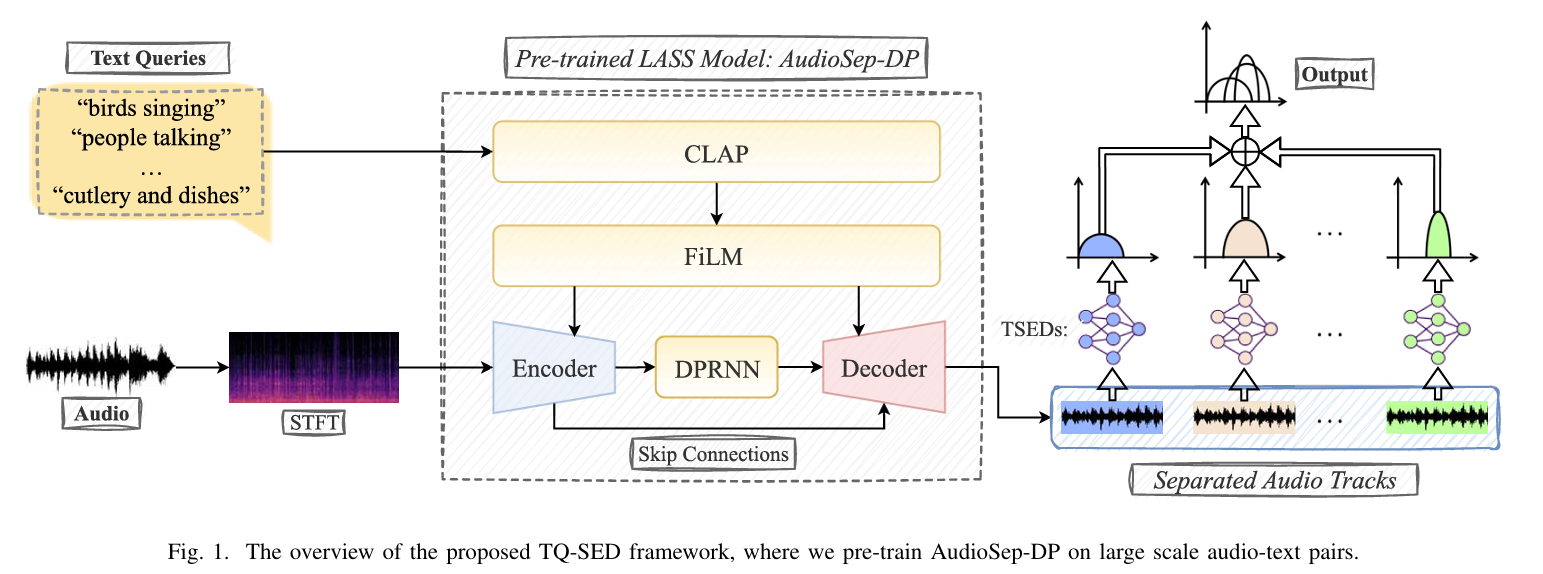 Text Queries
“birds singing”
“people talking”
…
“cutlery and dishes”
Audio
STFT
Pre-trained LASS Model: AudioSep-DP
CLAP
FiLM
Encoder
DPRNN
Decoder
Skip Connections
Output
…
TSEDs:
…
…
Separated Audio Tracks
Fig. 1. The overview of the proposed TQ-SED framework, where we pre-train AudioSep-DP on large scale audio-text pairs.